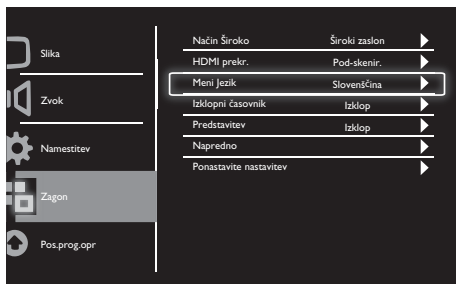 Slika
Zvok
Namestitev
Zagon
Pos.prog.opr
Način Široko Široki zaslon
HDMI prekr. Pod-skenir.
Meni Jezik Slovenščina
Izklopni časovnik Izklop
Predstavitev Izklop
Napredno
Ponastavite nastavitev